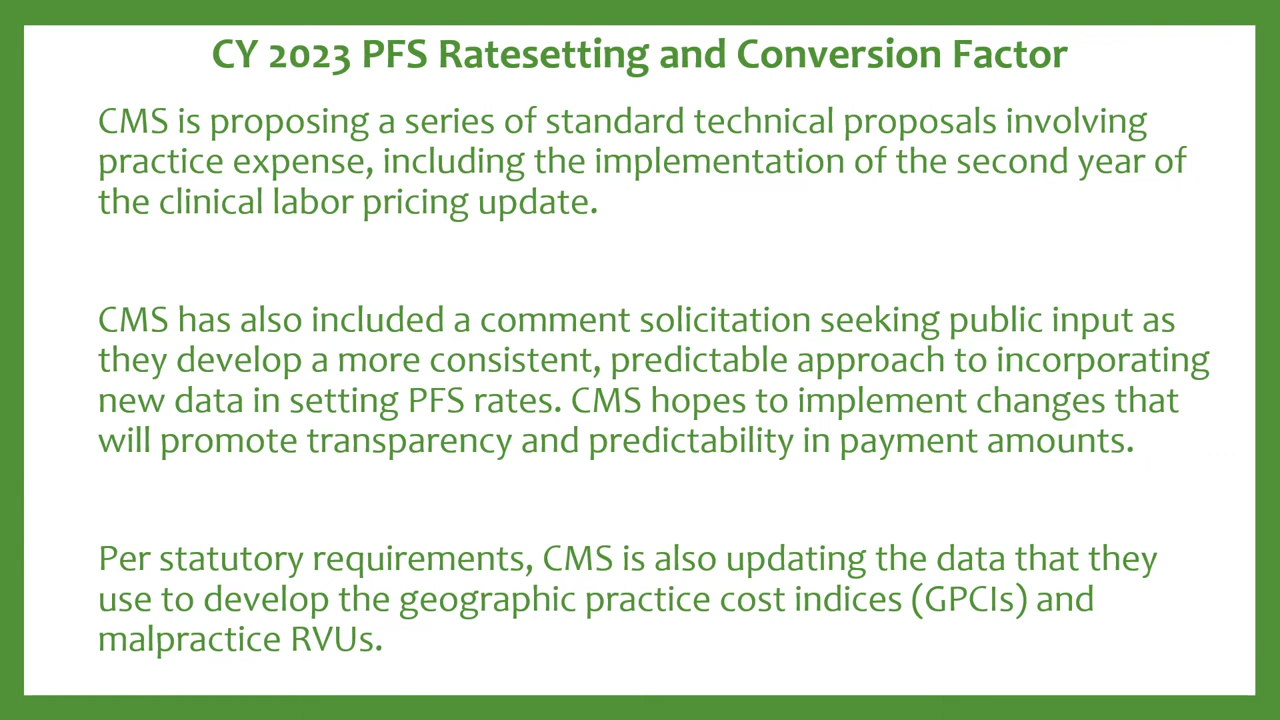 CY 2023 PFS Ratesetting and Conversion Factor
CMS is proposing a series of standard technical proposals involving
practice expense, including the implementation of the second year of
the clinical labor pricing update.
CMS has also included a comment solicitation seeking public input as
they develop a more consistent, predictable approach to incorporating
new data in setting PFS rates. CMS hopes to implement changes that
will promote transparency and predictability in payment amounts.
Per statutory requirements, CMS is also updating the data that they
use to develop the geographic practice cost indices (GPCIs) and
malpractice RVUs.